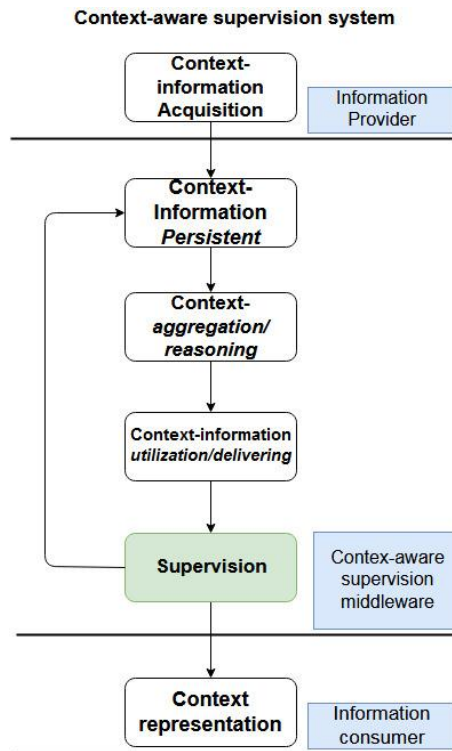 Context-aware supervision system
Context-
information
Acquisition
Information
Provider
Context-
Information
Persistent
Context-
aggregation/
reasoning
Context-information
utilization/delivering
Supervision
Contex-aware
supervision
middleware
Context
representation
Information
consumer